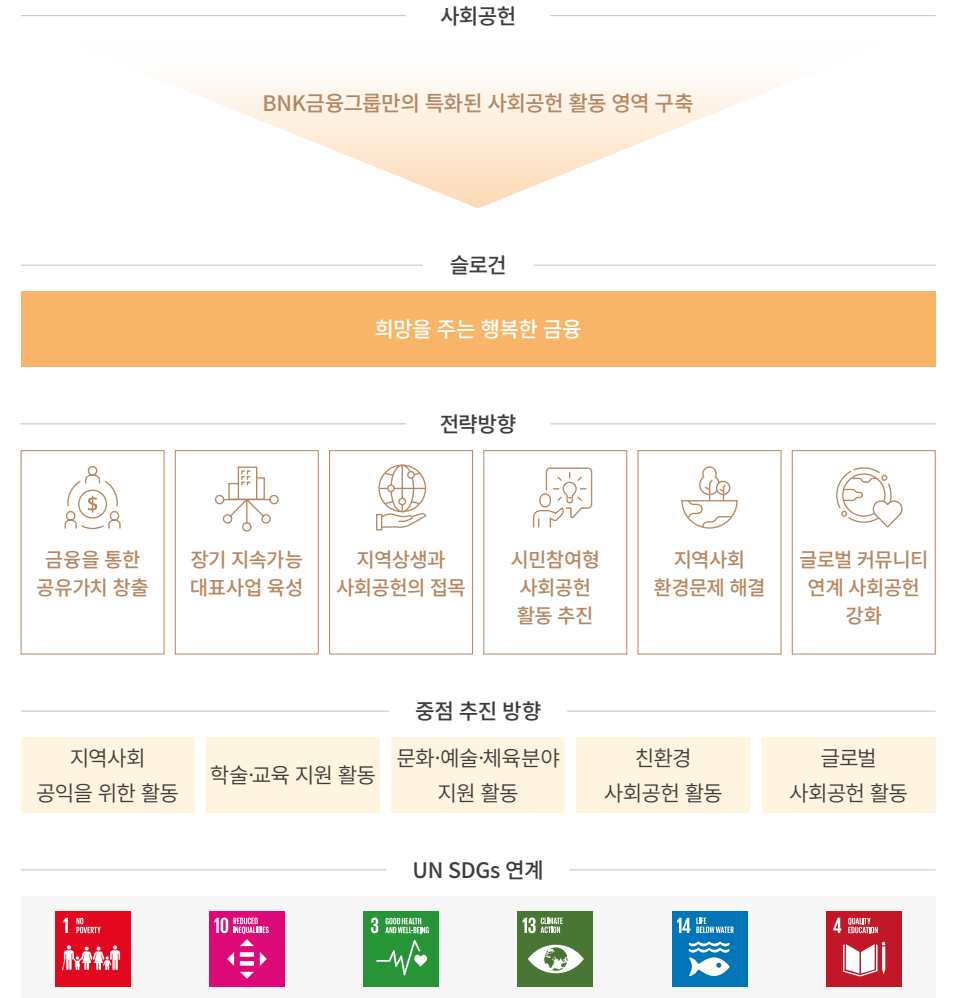 사회공헌
BNK금융그룹만의 특화된 사회공헌 활동 영역 구축
슬로건
희망을 주는 행복한 금융
전략방향
$
금융을 통한
공유가치 창출
장기 지속가능
대표사업 육성
지역상생과
사회공헌의 접목
시민참여형
사회공헌
활동 추진
지역사회
환경문제 해결
글로벌 커뮤니티
연계 사회공헌
강화
중점 추진 방향
지역사회
공익을 위한 활동
학술·교육 지원 활동
문화·예술·체육분야
지원 활동
친환경
사회공헌 활동
글로벌
사회공헌 활동
UN SDGs 연계
1 NO
POVERTY
10 REDUCED
INEQUALITIES
3 GOOD HEALTH
AND WELL-BEING
13 CLIMATE
ACTION
14 LIFE
BELOW WATER
4 QUALITY
EDUCATION